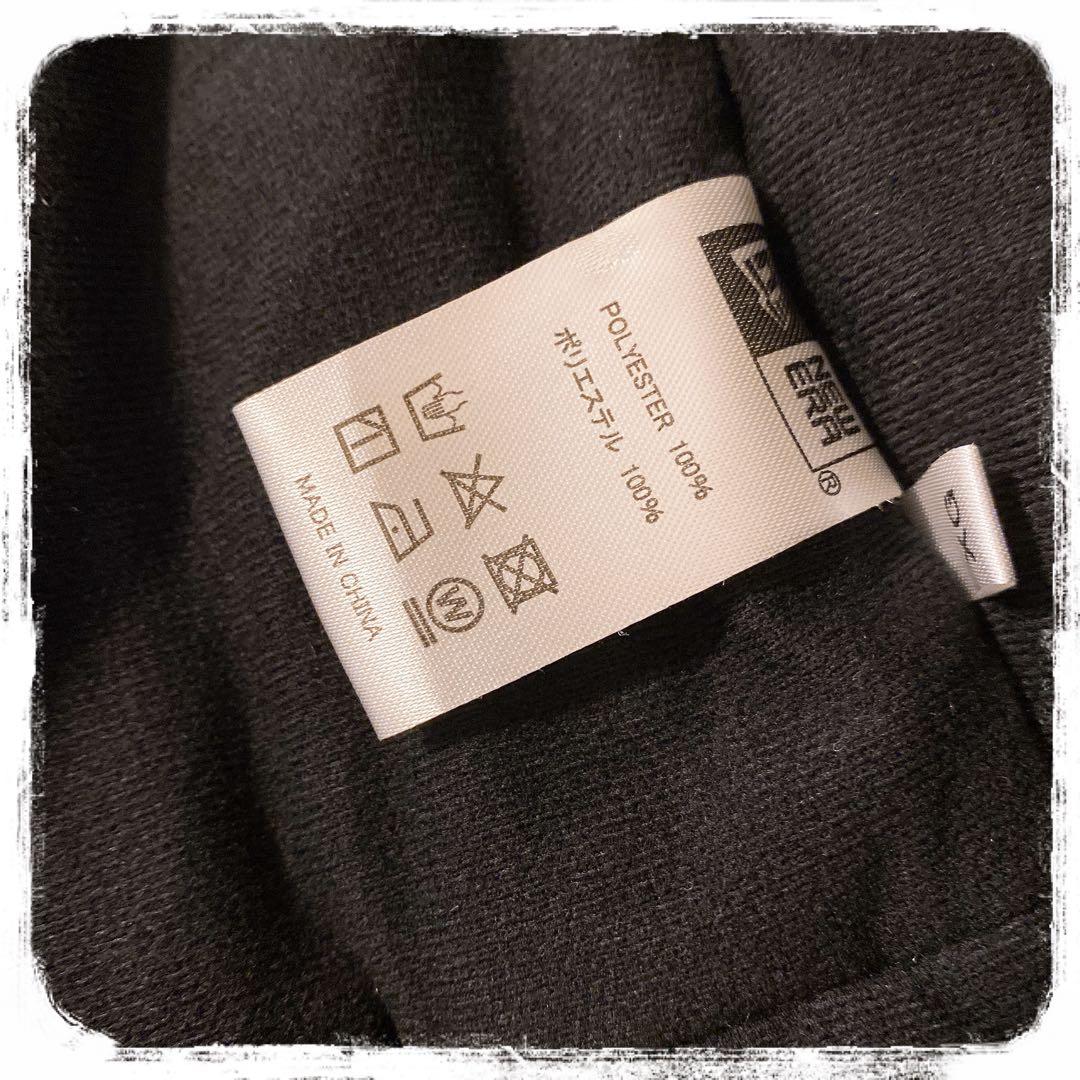 NEW
ERA®
POLYESTER 100%
ポリエステル 100%
W
MADE IN CHINA